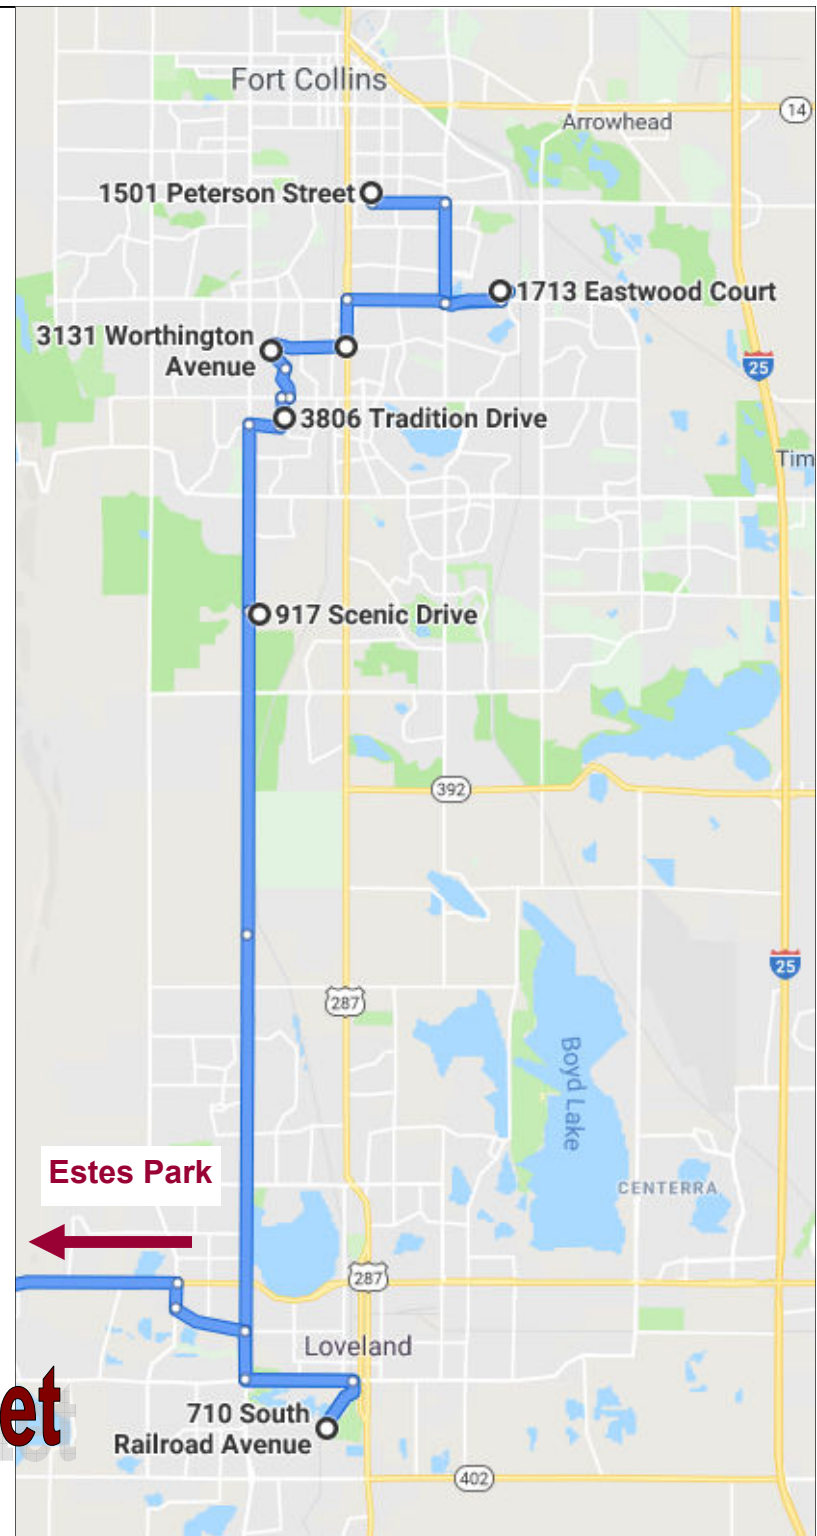 Fort Collins
14
Arrowhead
1501 Peterson Street
1713 Eastwood Court
3131 Worthington
Avenue
25
3806 Tradition Drive
Tim
917 Scenic Drive
392
25
287
Boyd Lake
Estes Park
CENTERRA
287
Loveland
et
710 South
Railroad Avenue
402